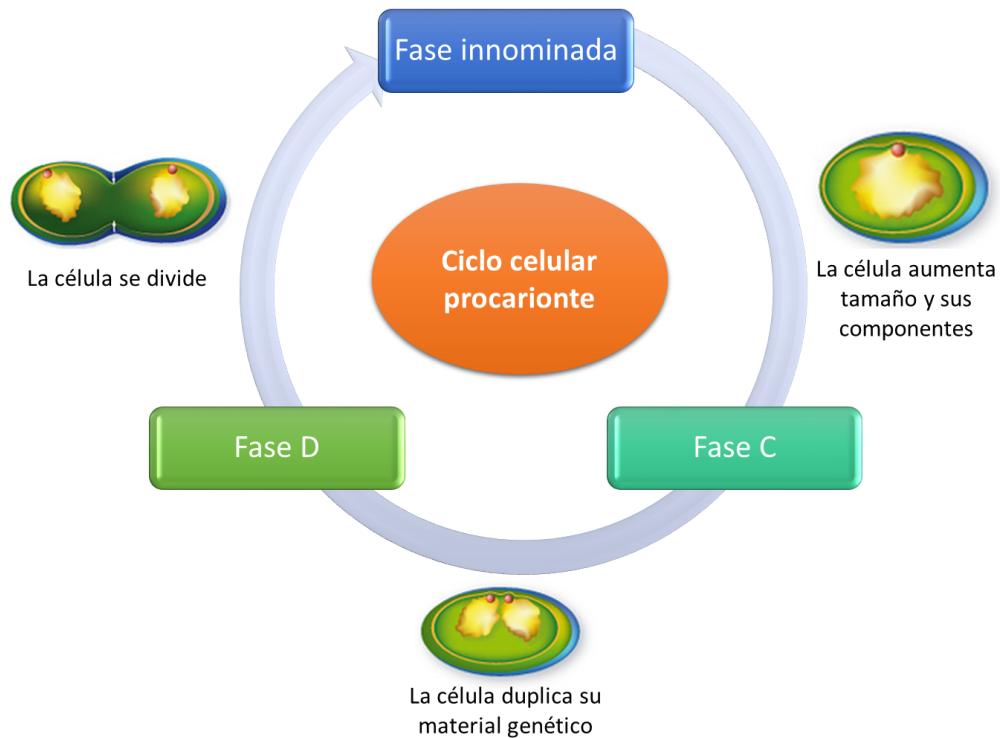 Fase innominada
Ciclo celular
procarionte
La célula se divide
La célula aumenta
tamaño y sus
componentes
Fase D
Fase C
La célula duplica su
material genético